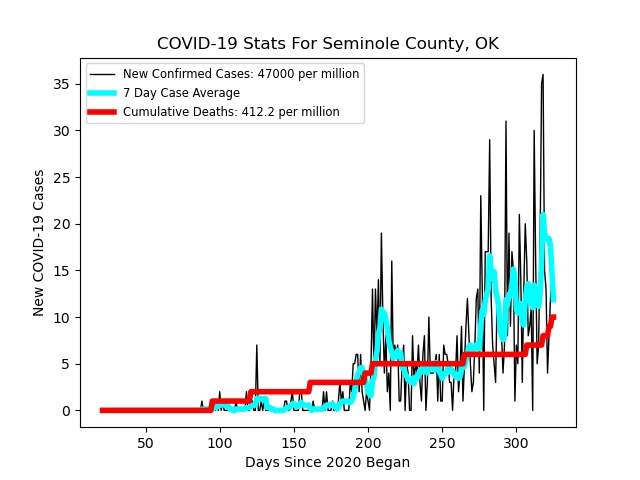 COVID-19 Stats For Seminole County, OK
New Confirmed Cases: 47000 per million
7 Day Case Average
Cumulative Deaths: 412.2 per million
New COVID-19 Cases
35
30
25
20
15
10
5
0
50
100
150
200
250
300
Days Since 2020 Began